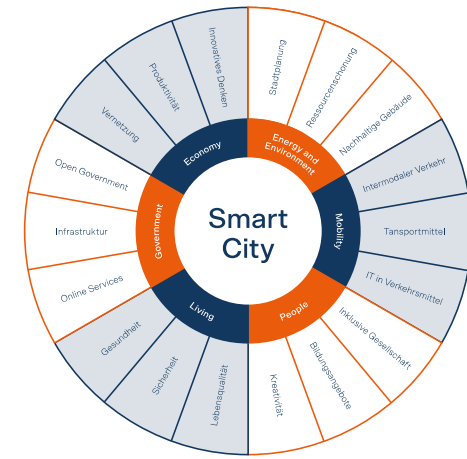 Smart
City
Energy and
Environment
Stadtplanung
Ressourcenschonung
Nachhaltige Gebäude
Mobility
Intermodaler Verkehr
Tansportmittel
IT in Verkehrsmittel
People
Inklusive Gesellschaft
Bildungsangebote
Kreativität
Living
Lebensqualität
Sicherheit
Gesundheit
Government
Online Services
Infrastruktur
Open Government
Economy
Vernetzung
Produktivität
Innovatives Denken